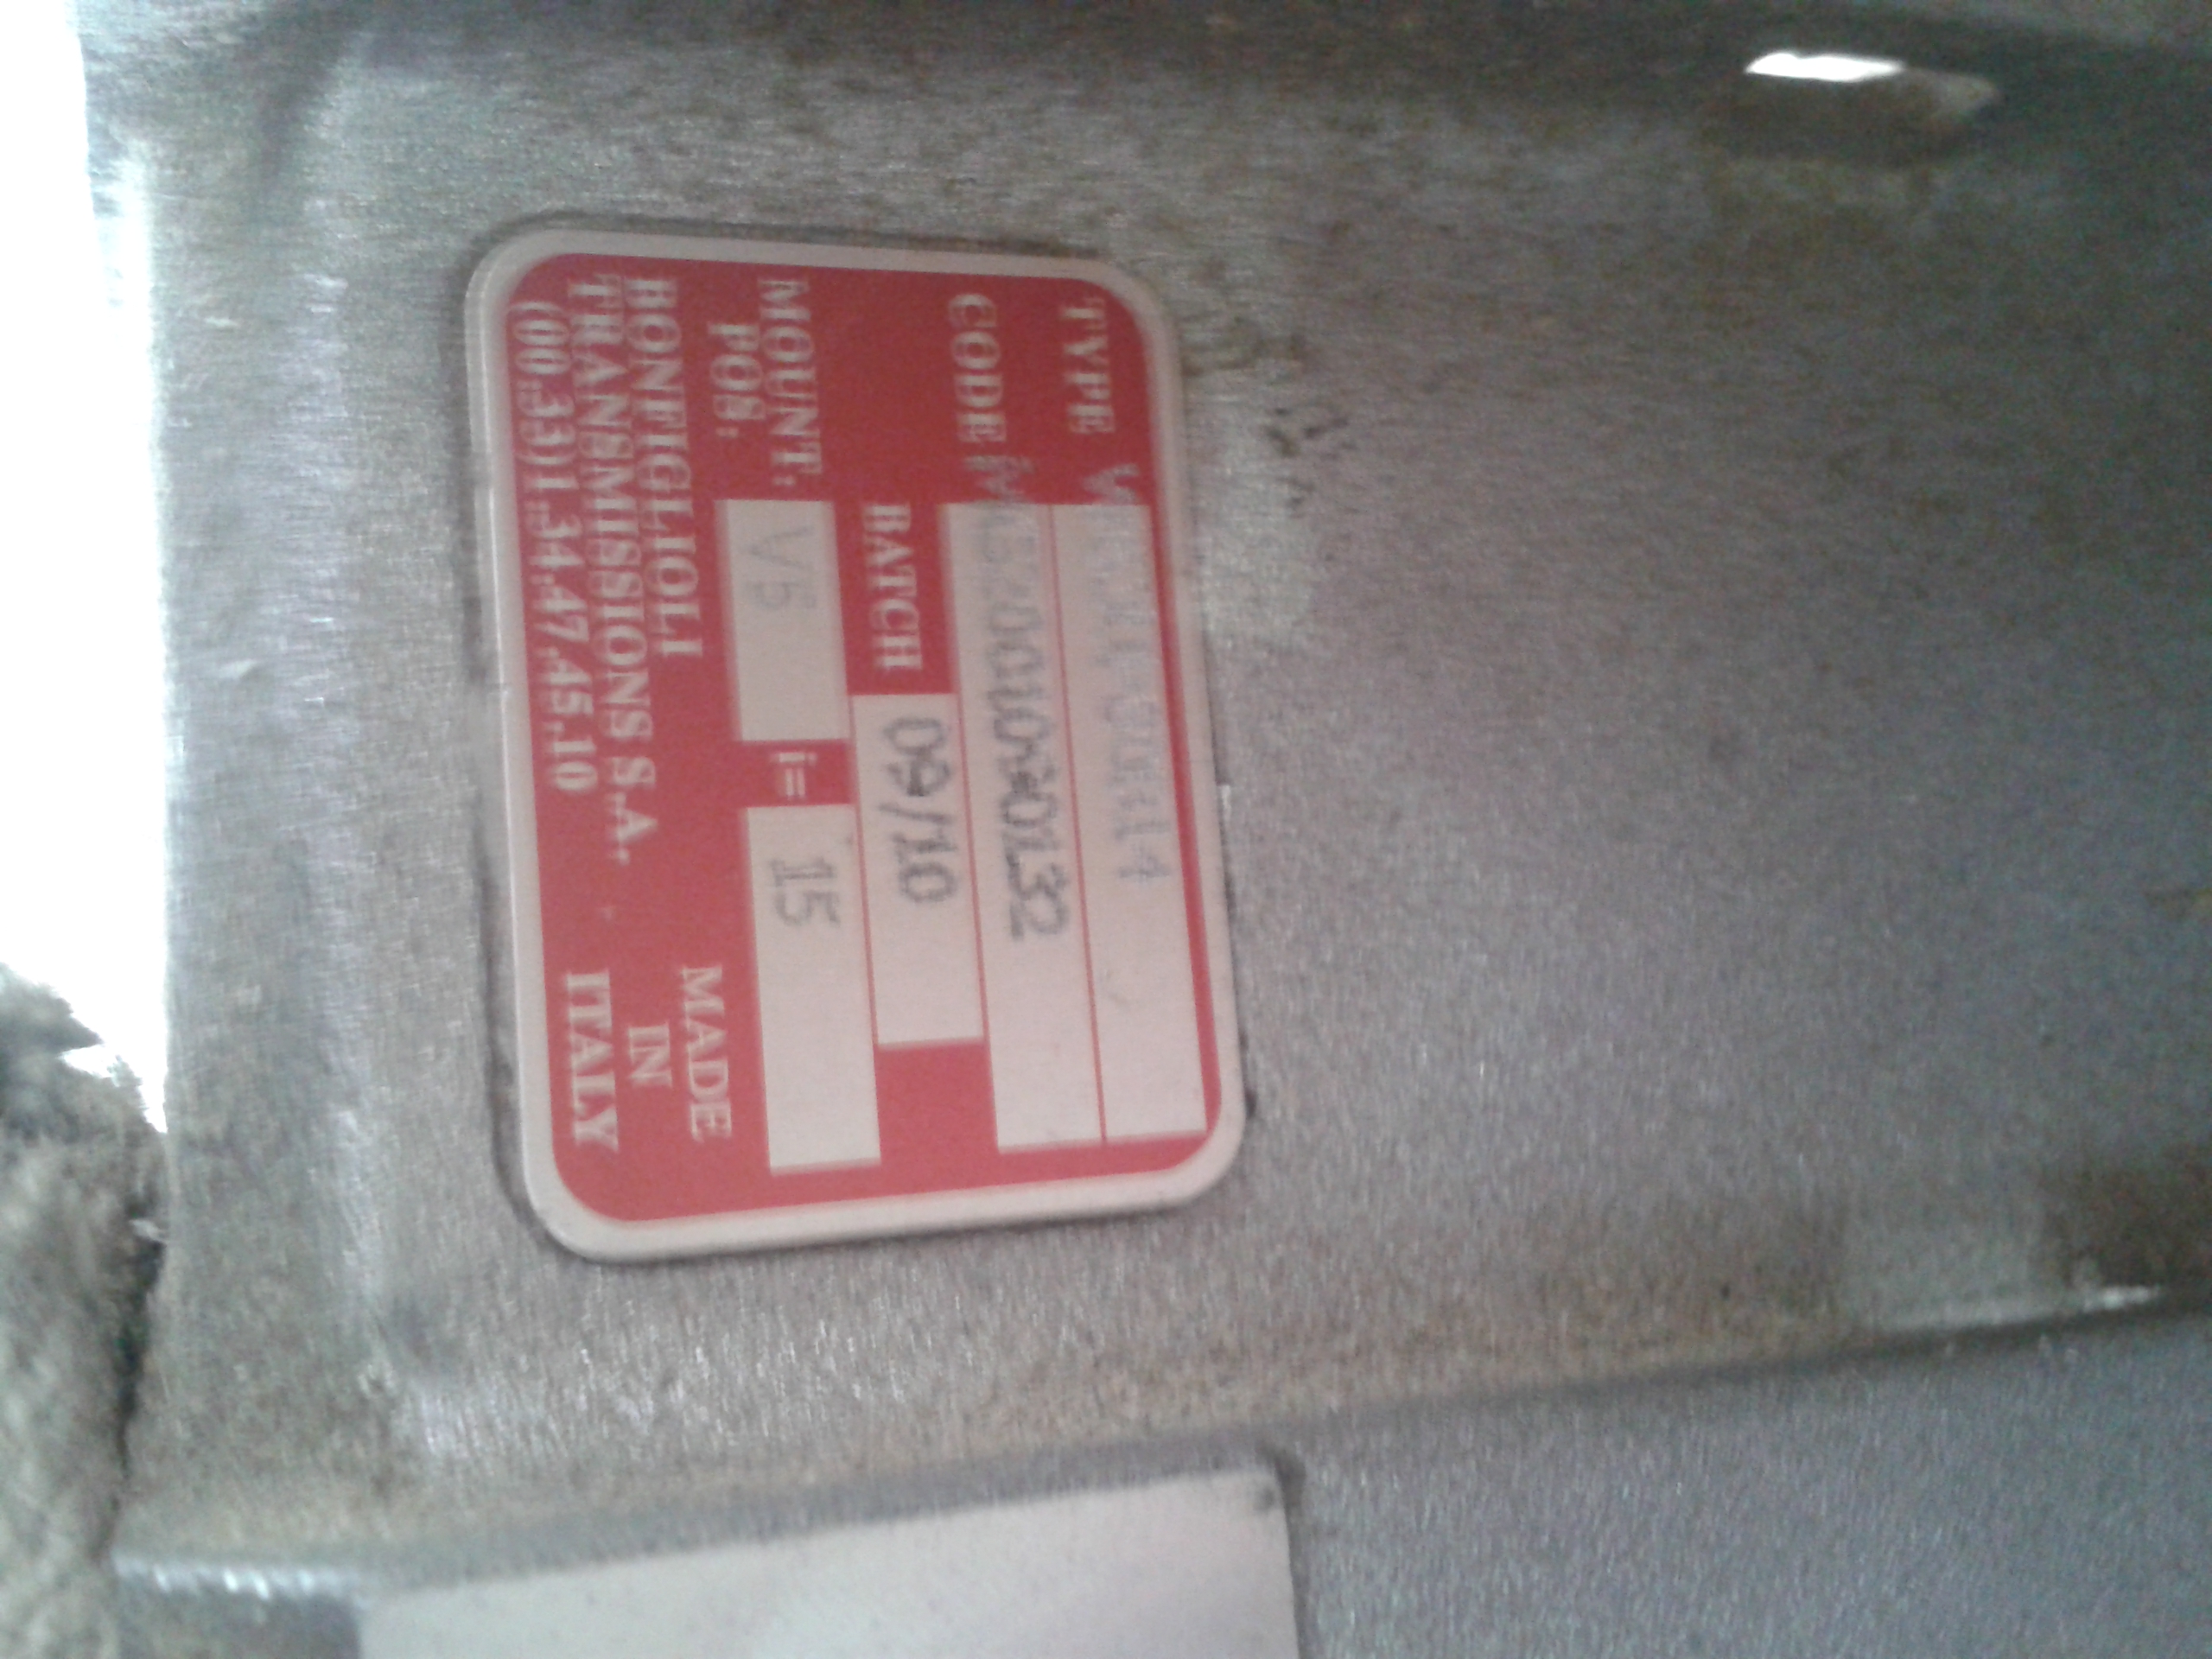 TYPE
CODE
BATCH 09/10
MOUNT. POS. V5 i= 15
BONFIGLIOLI
TRANSMISSIONS S.A.
(00.33)1.34.47.45.10
MADE
IN
ITALY